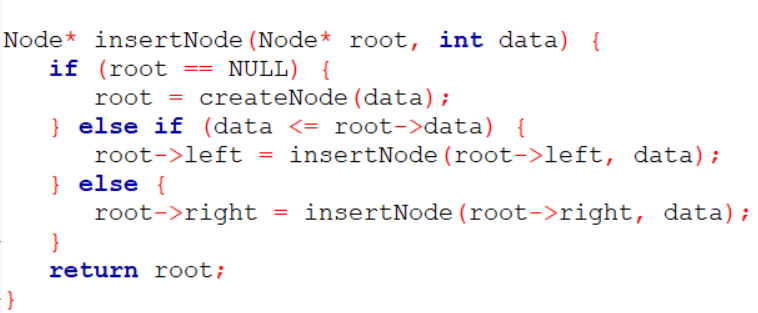 Node* insertNode(Node* root, int data) {
   if (root == NULL) {
      root = createNode(data);
   } else if (data <= root->data) {
      root->left = insertNode(root->left, data);
   } else {
      root->right = insertNode(root->right, data);
   }
   return root;
}